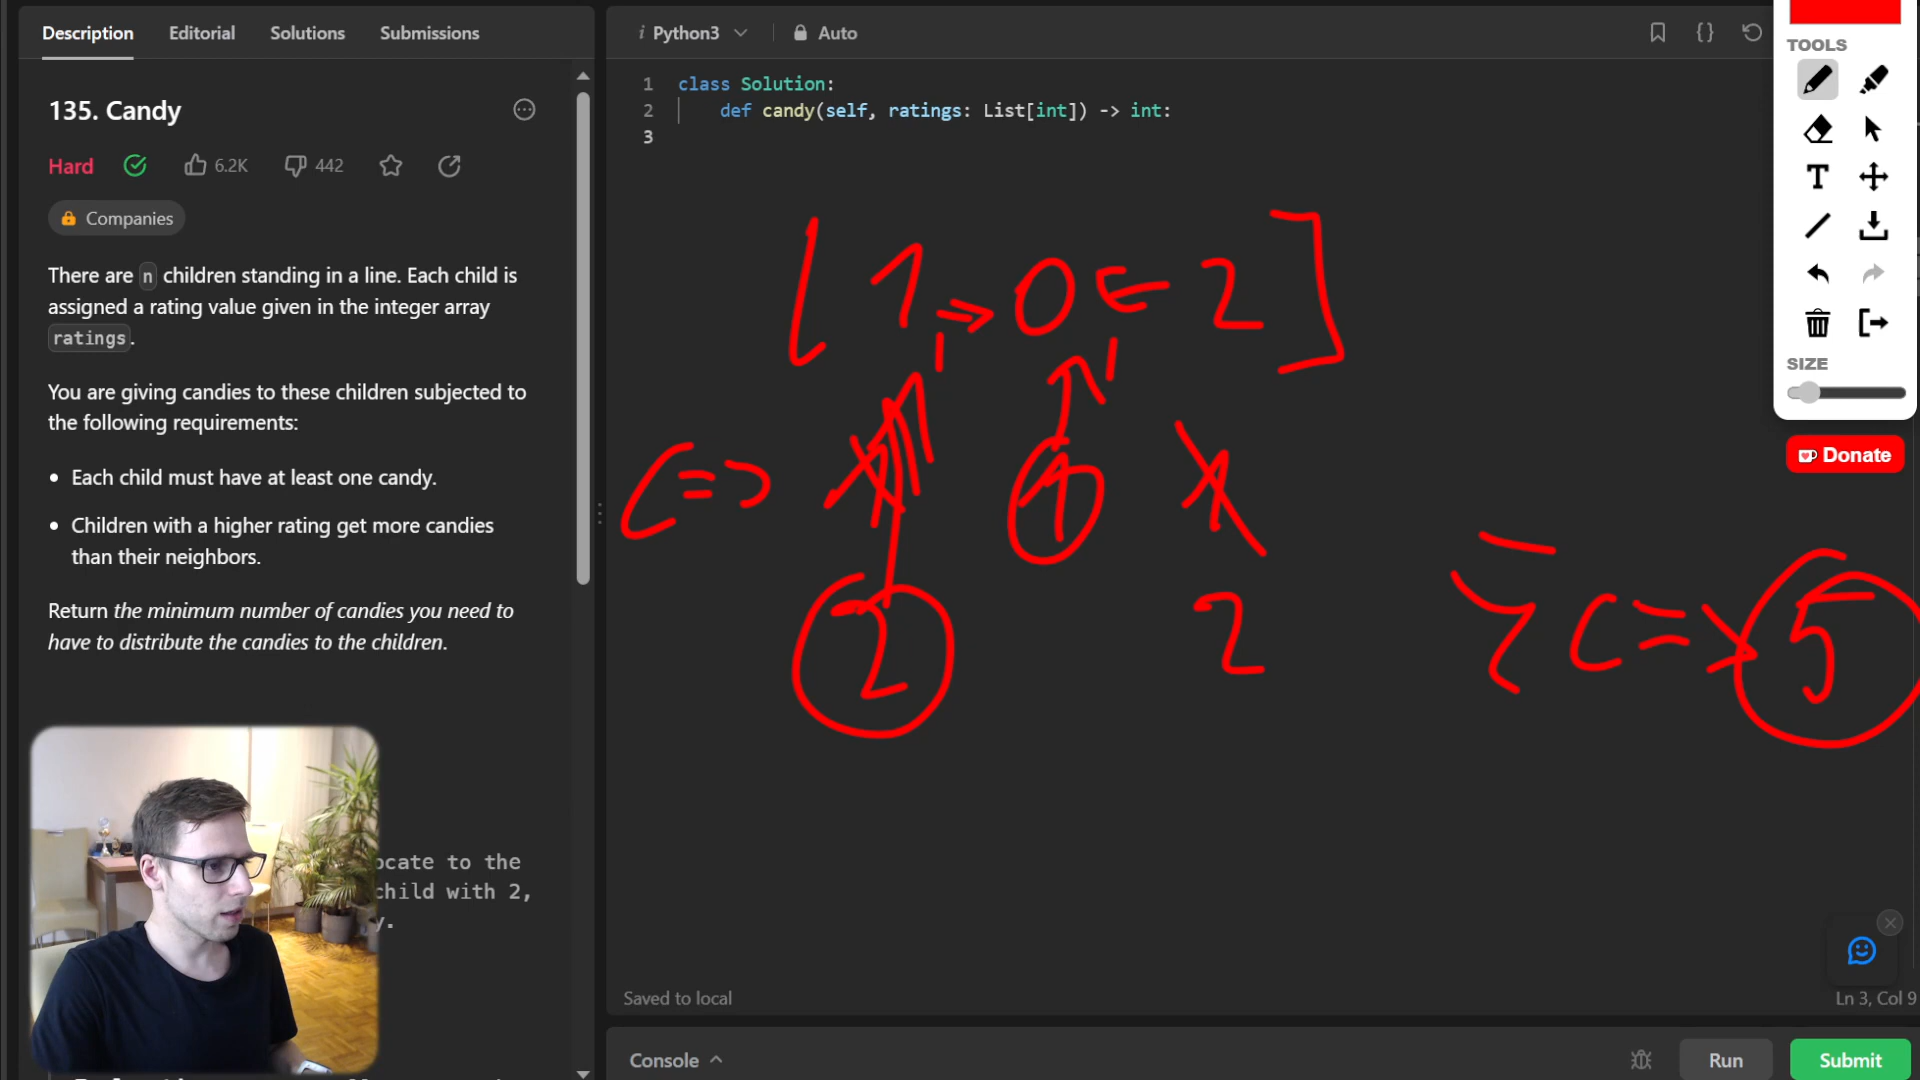 Description Editorial Solutions Submissions
135. Candy
Hard 6.2K 442
Companies
There are n children standing in a line. Each child is
assigned a rating value given in the integer array
ratings.
You are giving candies to these children subjected to
the following requirements:
• Each child must have at least one candy.
• Children with a higher rating get more candies
than their neighbors.
Return the minimum number of candies you need to
have to distribute the candies to the children.
ocate to the
child with 2,
y.
i Python3 Auto
1 class Solution:
2 def candy(self, ratings: List[int]) -> int:
3
[ 1 => 0 <= 2 ]
C => 1 1 1
2 2
Σ C => 5
Saved to local
Ln 3, Col 9
Console
Run
Submit
TOOLS
T
SIZE
Donate